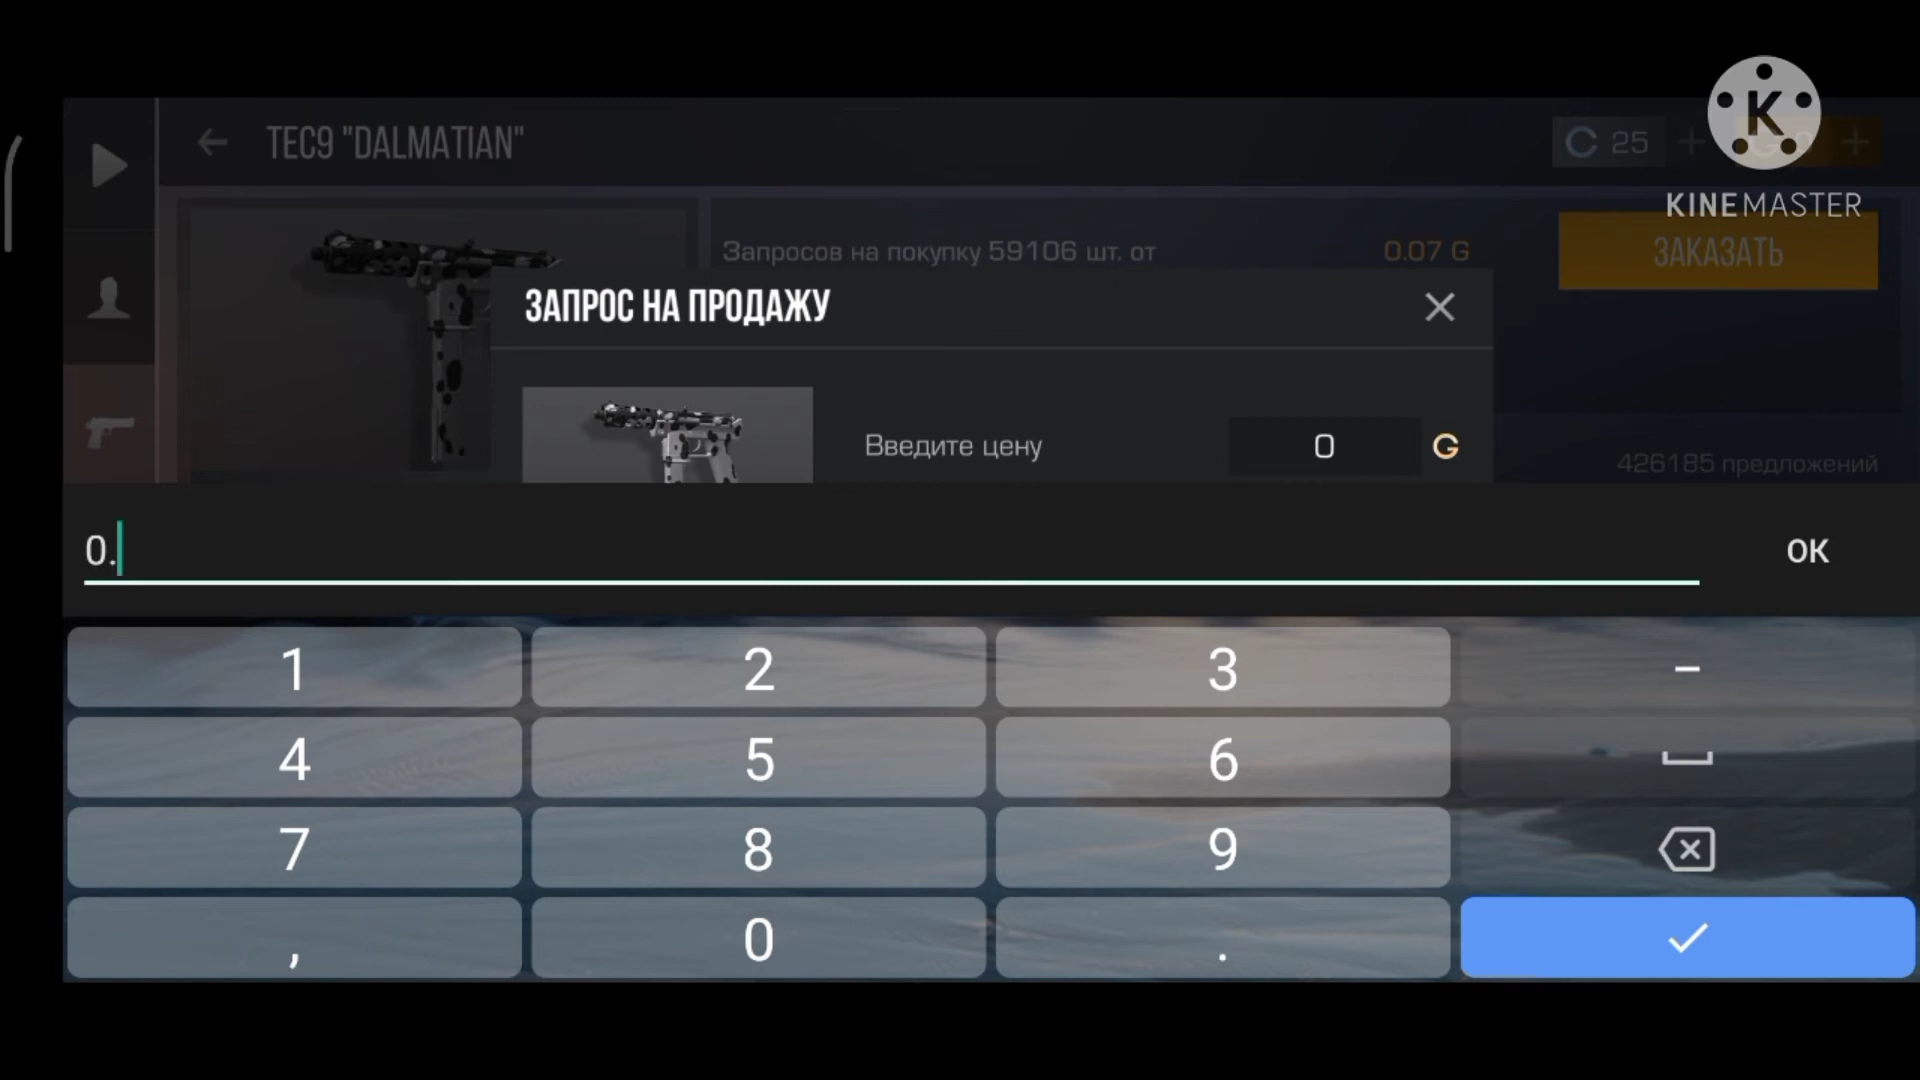 TEC9 "DALMATIAN"
25
K
KINEMASTER
Запросов на покупку 59106 шт. от
0.07 G
ЗАКАЗАТЬ
ЗАПРОС НА ПРОДАЖУ
Введите цену
0 G
426185 предложений
0.
OK
1 2 3 –
4 5 6
7 8 9
, 0 .